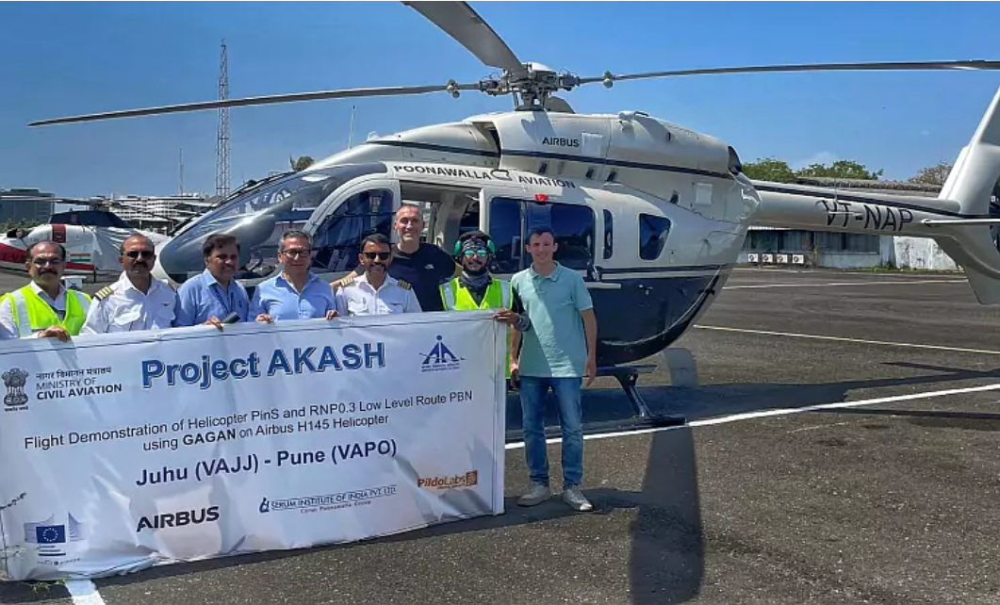 AIRBUS
POONAWALLA AVIATION
VT-NAP
Project AKASH
नागर विमानन मंत्रालय
MINISTRY OF
CIVIL AVIATION
Flight Demonstration of Helicopter PinS and RNP0.3 Low Level Route PBN
using GAGAN on Airbus H145 Helicopter
Juhu (VAJJ) - Pune (VAPO)
PildoLabs
SERUM INSTITUTE OF INDIA PVT. LTD.
Cyrus Poonawalla Group
AIRBUS